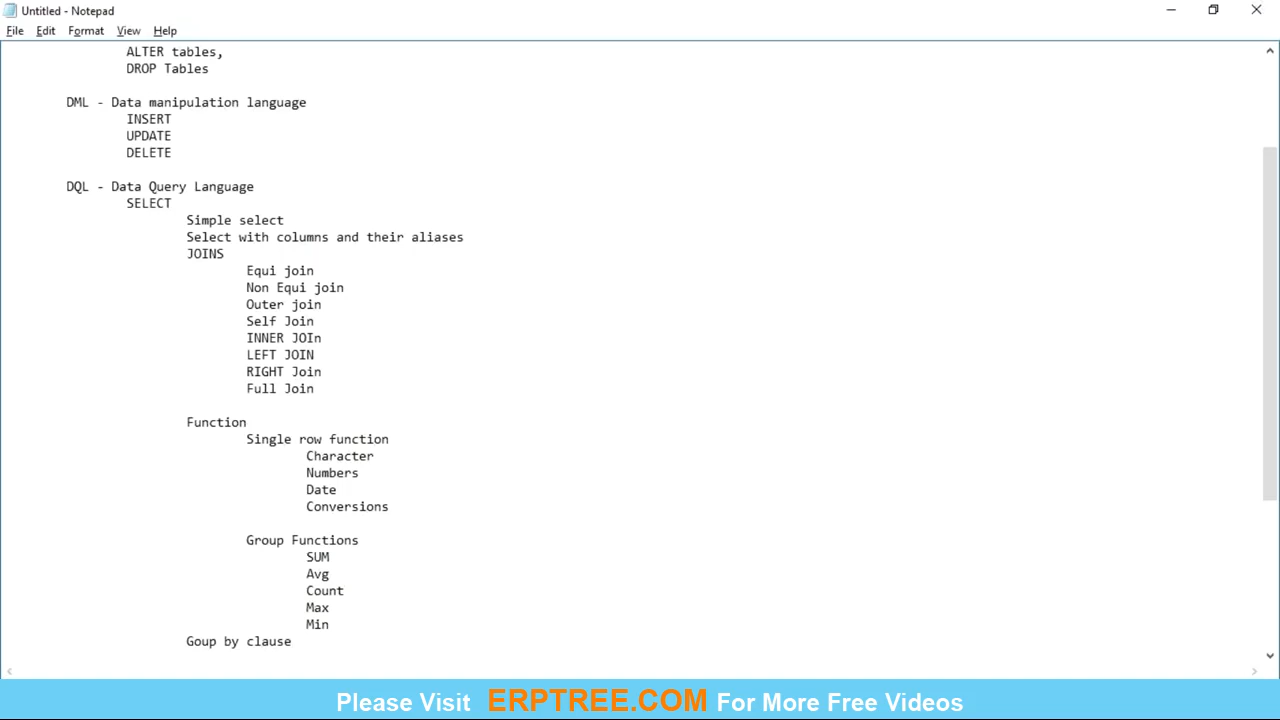 Untitled - Notepad
File Edit Format View Help
ALTER tables,
DROP Tables
DML - Data manipulation language
INSERT
UPDATE
DELETE
DQL - Data Query Language
SELECT
Simple select
Select with columns and their aliases
JOINS
Equi join
Non Equi join
Outer join
Self Join
INNER JOIn
LEFT JOIN
RIGHT Join
Full Join
Function
Single row function
Character
Numbers
Date
Conversions
Group Functions
SUM
Avg
Count
Max
Min
Goup by clause
Please Visit ERPTREE.COM For More Free Videos